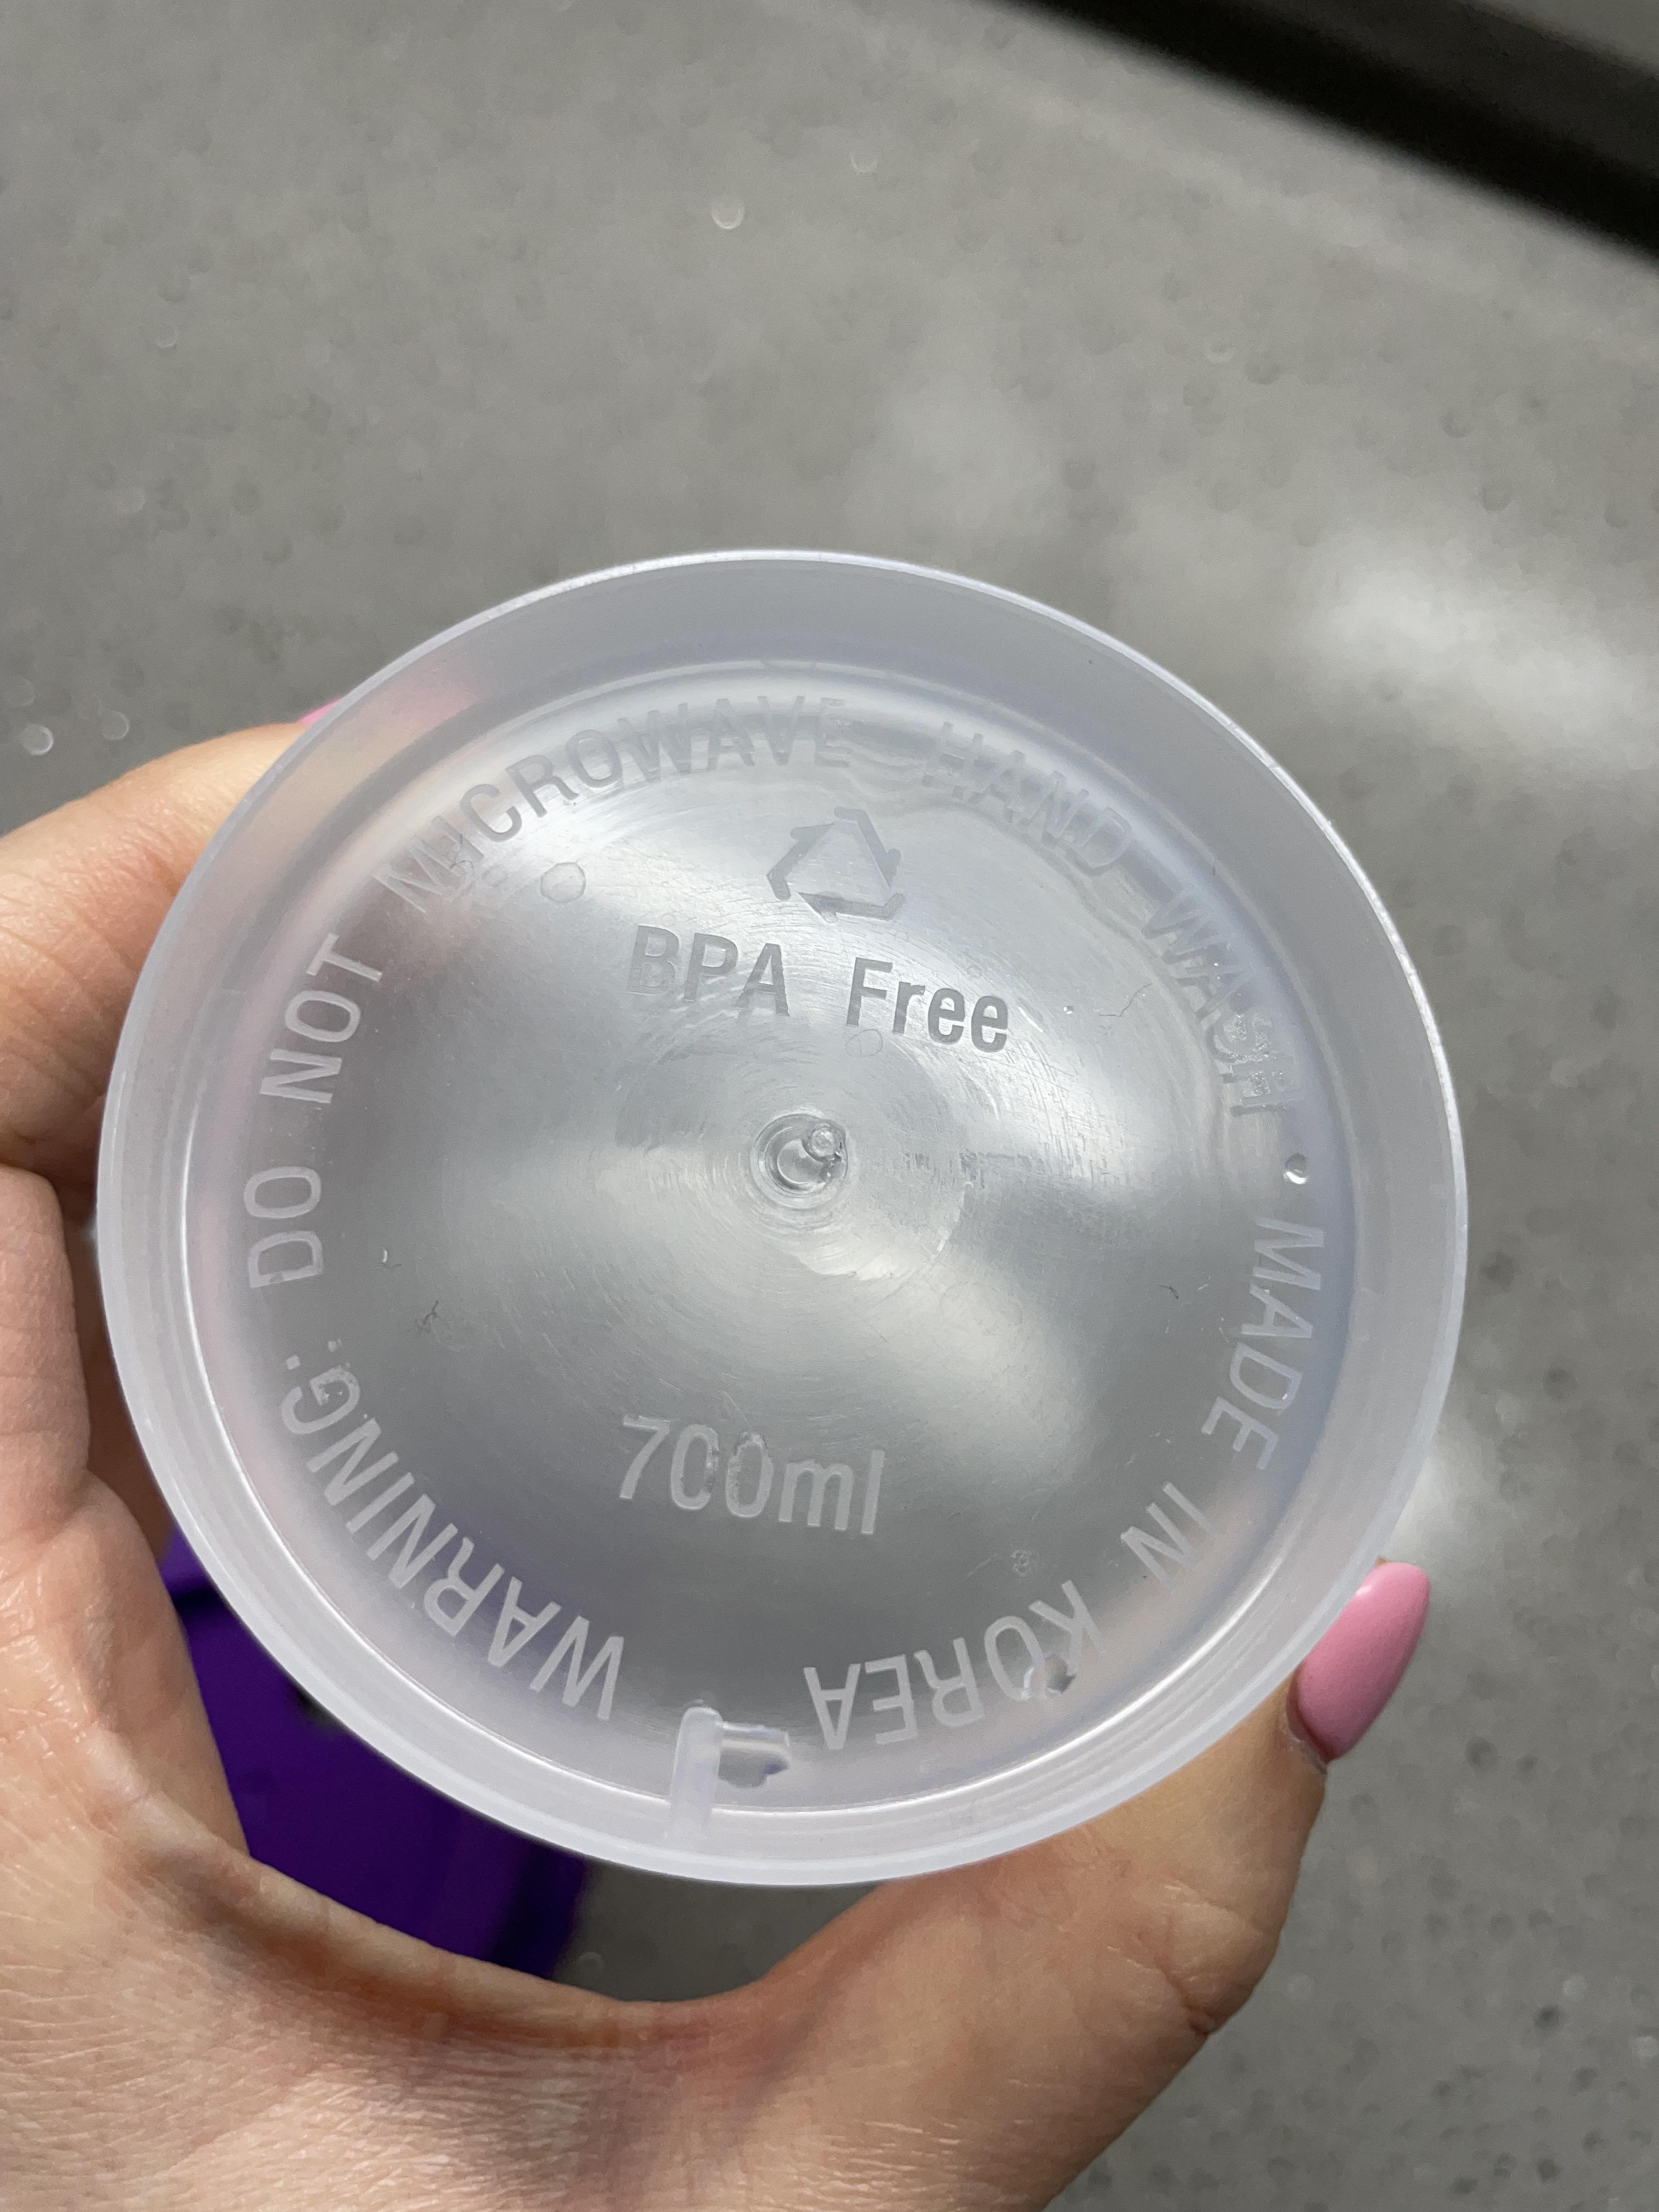 WARNING: DO NOT MICROWAVE HAND WASH • MADE IN KOREA
BPA Free
700ml